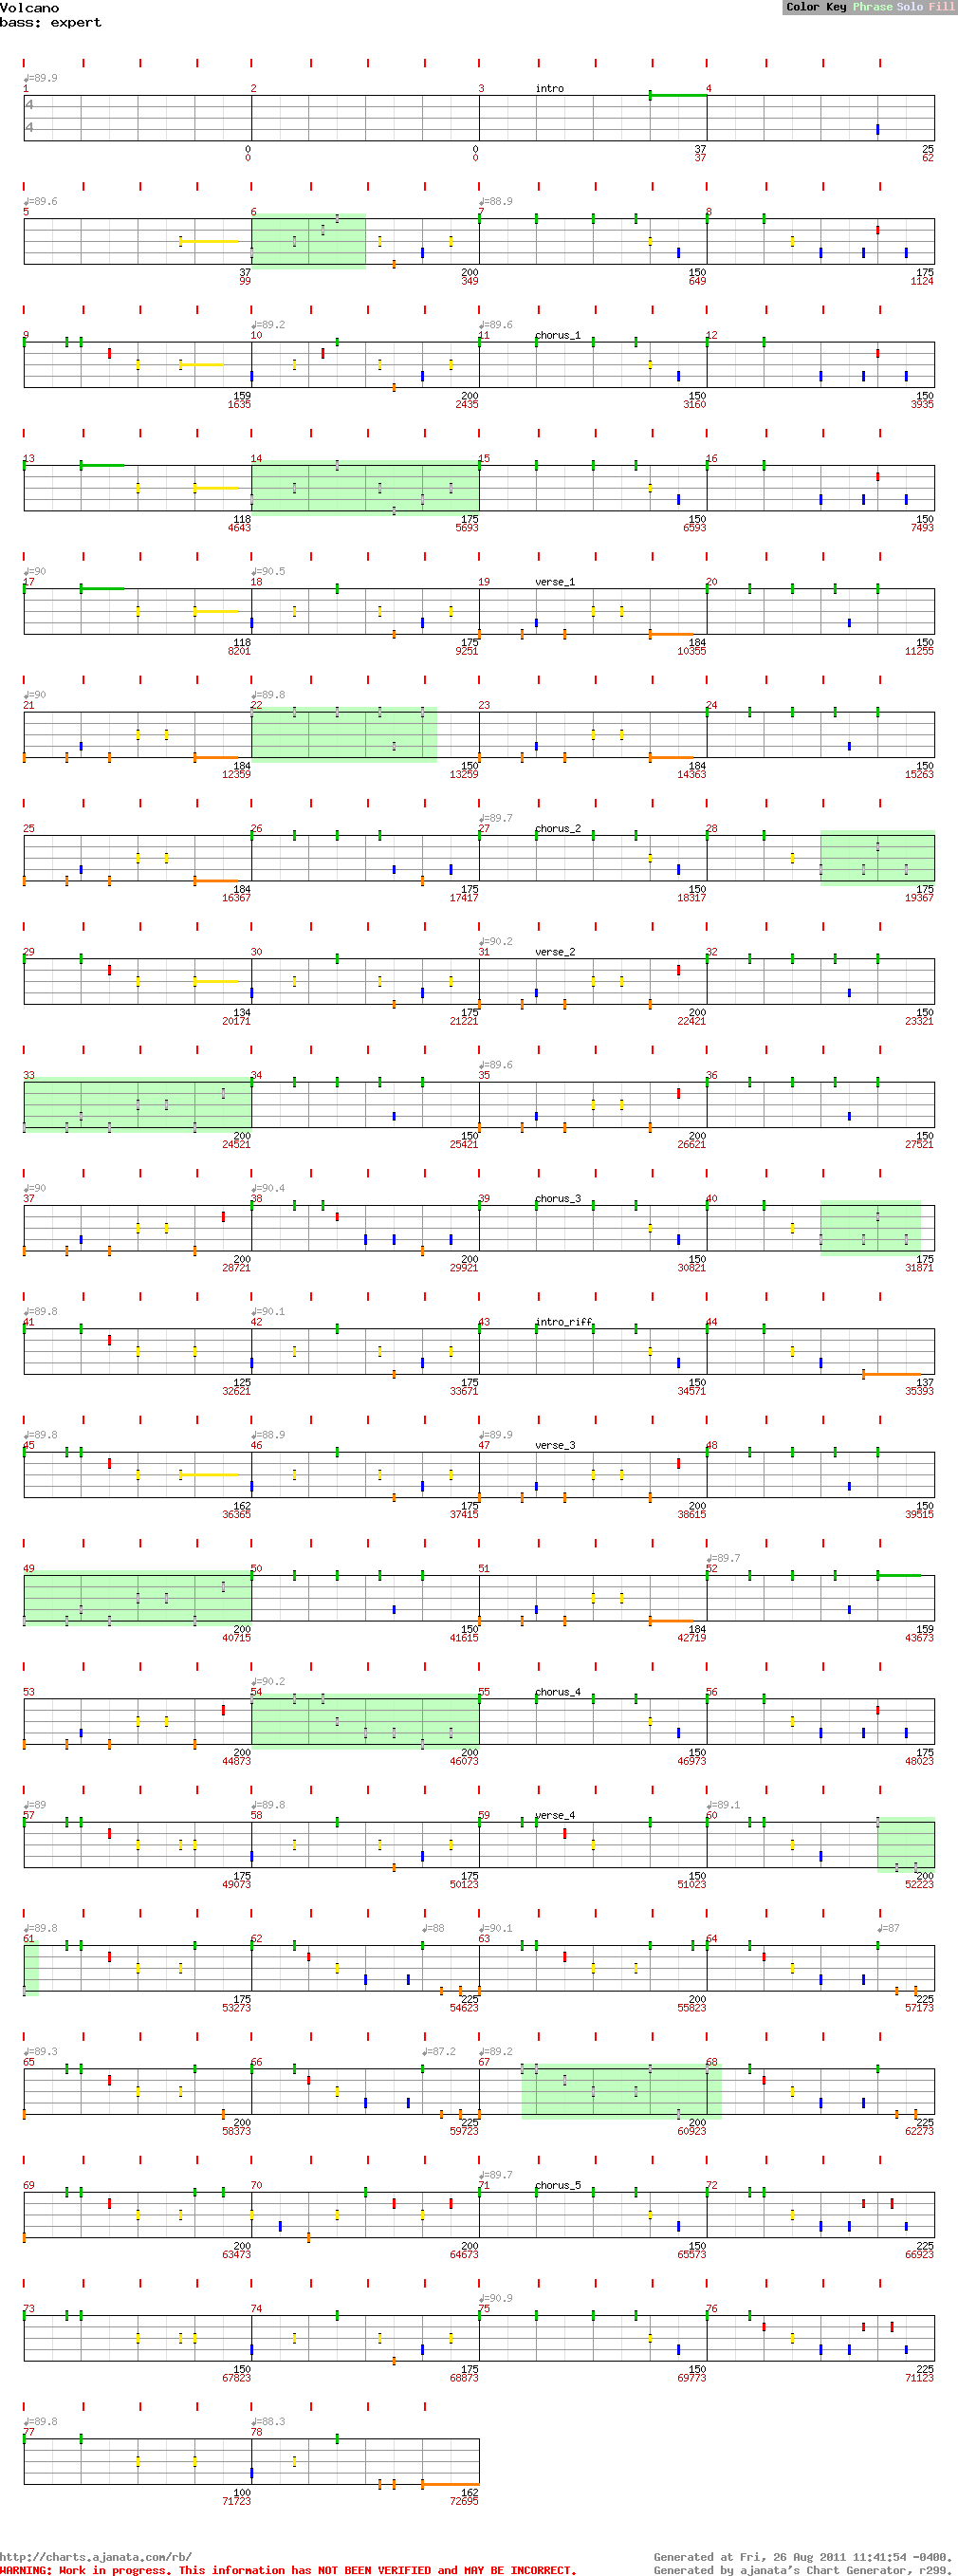 Volcano
bass: expert
Color Key Phrase Solo Fill
♩=89.9
1 2 3 intro 4
4
4
0 0 37 25
0 0 37 62
♩=89.6 ♩=88.9
5 6 7 8
37 200 150 175
99 349 649 1124
♩=89.2 ♩=89.6
9 10 11 chorus_1 12
159 200 150 150
1635 2435 3160 3935
13 14 15 16
118 175 150 150
4643 5693 6593 7493
♩=90 ♩=90.5
17 18 19 verse_1 20
118 175 184 150
8201 9251 10355 11255
♩=90 ♩=89.8
21 22 23 24
184 150 184 150
12359 13259 14363 15263
♩=89.7
25 26 27 chorus_2 28
184 175 150 175
16367 17417 18317 19367
♩=90.2
29 30 31 verse_2 32
134 175 200 150
20171 21221 22421 23321
♩=89.6
33 34 35 36
200 150 200 150
24521 25421 26621 27521
♩=90 ♩=90.4
37 38 39 chorus_3 40
200 200 150 175
28721 29921 30821 31871
♩=89.8 ♩=90.1
41 42 43 intro_riff 44
125 175 150 137
32621 33671 34571 35393
♩=89.8 ♩=88.9 ♩=89.9
45 46 47 verse_3 48
162 175 200 150
36365 37415 38615 39515
♩=89.7
49 50 51 52
200 150 184 159
40715 41615 42719 43673
♩=90.2
53 54 55 chorus_4 56
200 200 150 175
44873 46073 46973 48023
♩=89 ♩=89.8 ♩=89.1
57 58 59 verse_4 60
175 175 150 200
49073 50123 51023 52223
♩=89.8 ♩=88 ♩=90.1 ♩=87
61 62 63 64
175 225 200 225
53273 54623 55823 57173
♩=89.3 ♩=87.2 ♩=89.2
65 66 67 68
200 225 200 225
58373 59723 60923 62273
♩=89.7
69 70 71 chorus_5 72
200 200 150 225
63473 64673 65573 66923
♩=90.9
73 74 75 76
150 175 150 225
67823 68873 69773 71123
♩=89.8 ♩=88.3
77 78
100 162
71723 72695
http://charts.ajanata.com/rb/
Generated at Fri, 26 Aug 2011 11:41:54 -0400.
WARNING: Work in progress. This information has NOT BEEN VERIFIED and MAY BE INCORRECT.
Generated by ajanata's Chart Generator, r299.